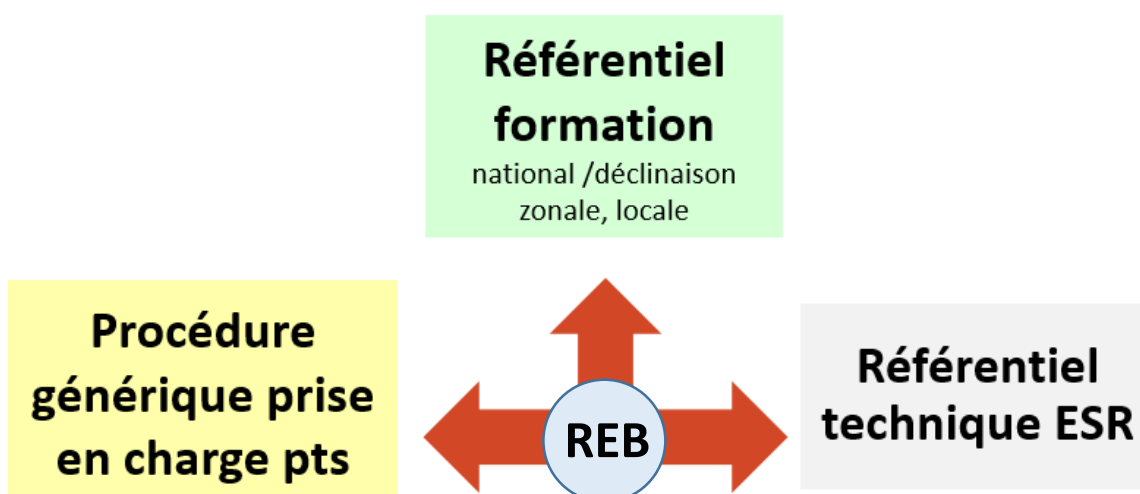 Référentiel
formation
national /déclinaison
zonale, locale
Procédure
générique prise
en charge pts
REB
Référentiel
technique ESR